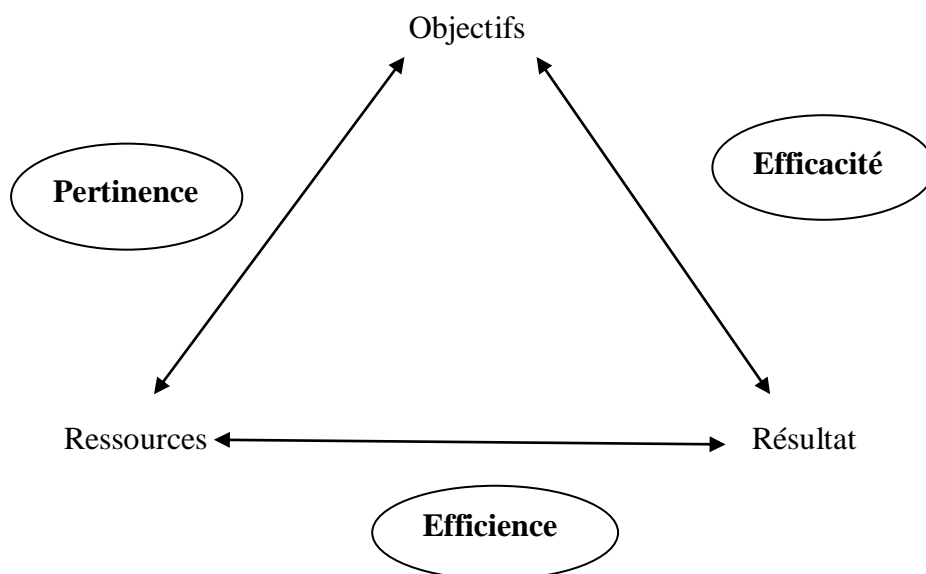 Objectifs
Efficacité
Pertinence
Ressources
Résultat
Efficience